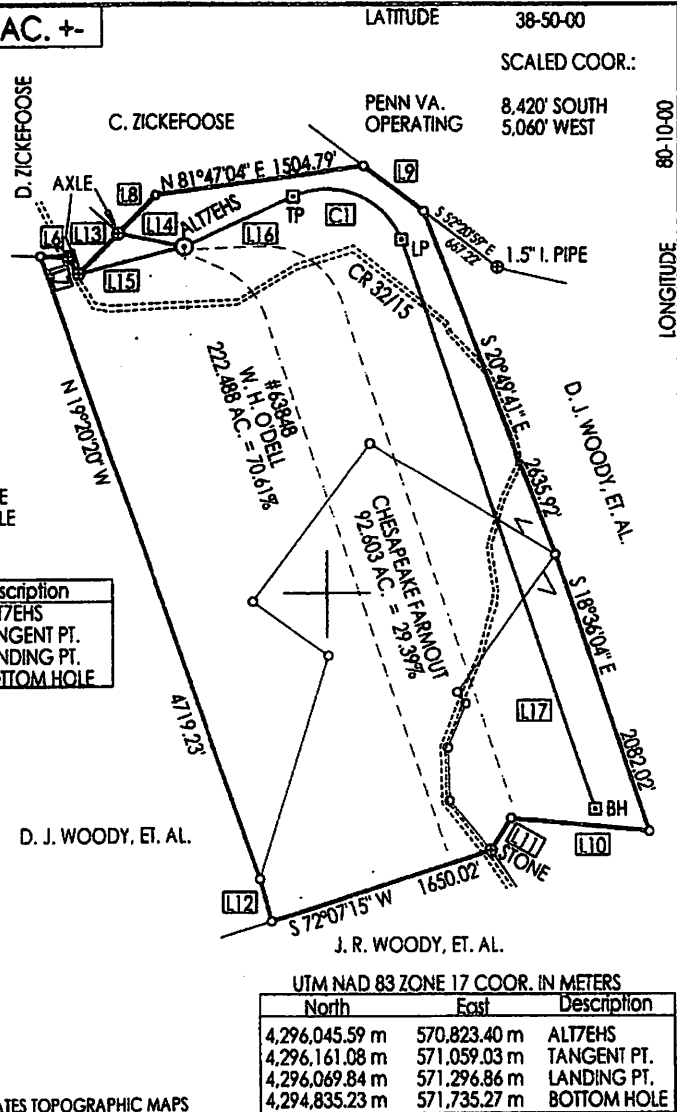 AC. +-
LATITUDE 38-50-00
SCALED COOR.:
PENN VA. 8,420' SOUTH
OPERATING 5,060' WEST
80-10-00
LONGITUDE
D. ZICKEFOOSE
C. ZICKEFOOSE
AXLE
L8
N 81°47'04" E 1504.79'
L9
L6
L13
L14
ALT7EHS
L16
TP
C1
LP
S 52°20'57" E
667.22'
1.5" I. PIPE
L15
CR 32/15
S 20°49'41" E
2635.92'
D. J. WOODY, ET. AL.
N 19°20'20" W
4719.23'
#63848
W. H. O'DELL
222.488 AC. = 70.61%
CHESAPEAKE FARMOUT
92.603 AC. = 29.39%
S 18°36'04" E
2082.02'
E
LE
scription
T7EHS
NGENT PT.
NDING PT.
TTOM HOLE
L17
BH
D. J. WOODY, ET. AL.
L11
L10
STONE
L12
S 72°07'15" W 1650.02'
J. R. WOODY, ET. AL.
UTM NAD 83 ZONE 17 COOR. IN METERS
North East Description
4,296,045.59 m 570,823.40 m ALT7EHS
4,296,161.08 m 571,059.03 m TANGENT PT.
4,296,069.84 m 571,296.86 m LANDING PT.
4,294,835.23 m 571,735.27 m BOTTOM HOLE
ATES TOPOGRAPHIC MAPS